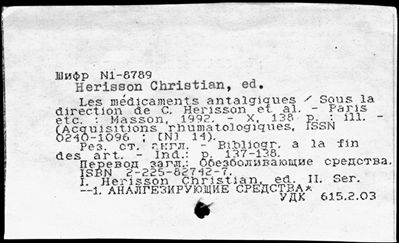 Шифр N1-8789
Herisson Christian, ed.
Les médicaments antalgiques / Sous la
direction de C. Herisson et al. - Paris
etc. : Masson, 1992. - X, 138 p. : ill. -
(Acquisitions rhumatologiques, ISSN
0240-1096 ; [N] 14).
Рез. ст. англ. - Bibliogr. a la fin
des art. - Ind.: p. 137-138.
Перевод загл.: Обезболивающие средства.
ISBN 2-225-82742-7.
I. Herisson Christian, ed. II. Ser.
--1. АНАЛГЕЗИРУЮЩИЕ СРЕДСТВА*
УДК 615.2.03